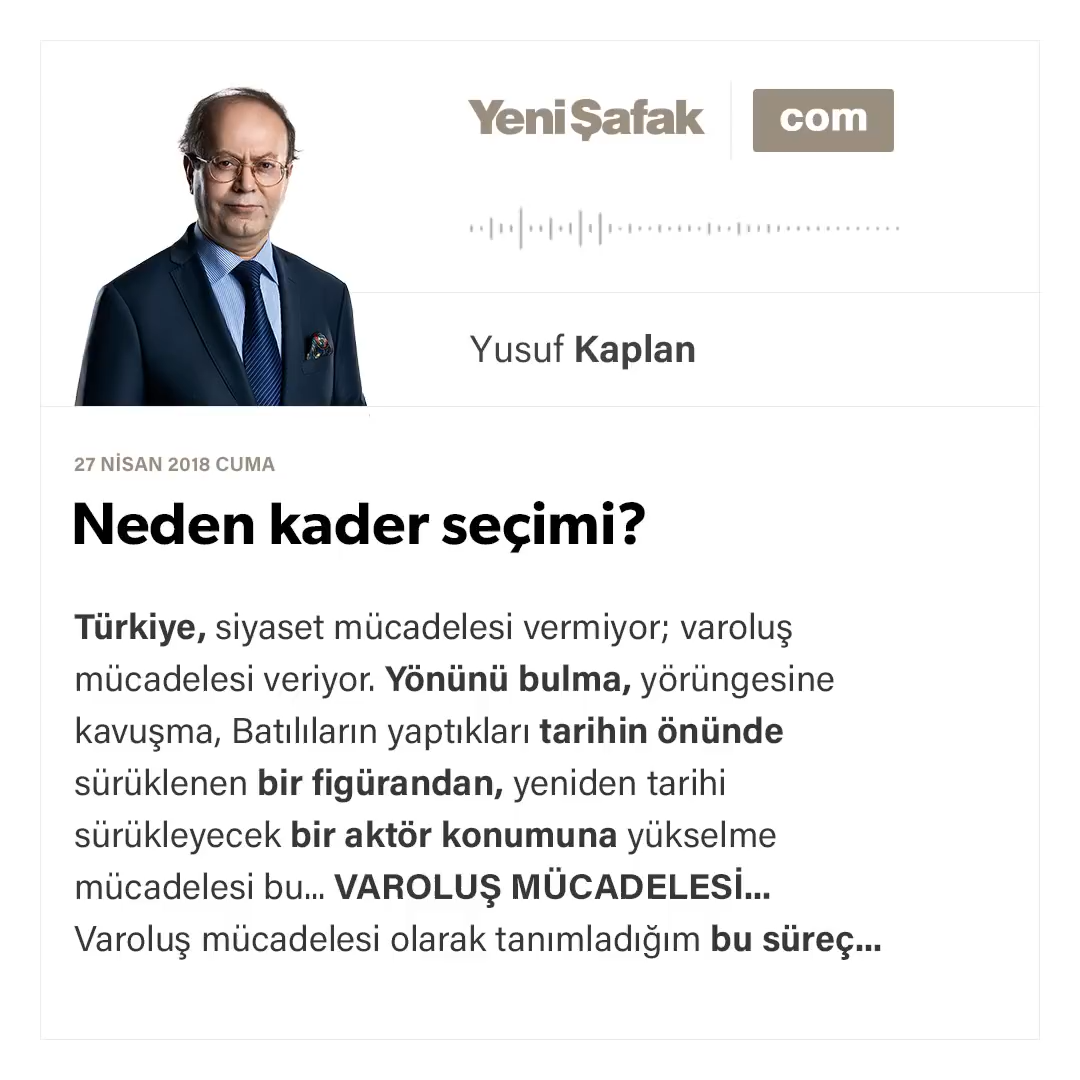 YeniŞafak com
Yusuf Kaplan
27 NİSAN 2018 CUMA
Neden kader seçimi?
Türkiye, siyaset mücadelesi vermiyor; varoluş
mücadelesi veriyor. Yönünü bulma, yörüngesine
kavuşma, Batılıların yaptıkları tarihin önünde
sürüklenen bir figürandan, yeniden tarihi
sürükleyecek bir aktör konumuna yükselme
mücadelesi bu... VAROLUŞ MÜCADELESİ...
Varoluş mücadelesi olarak tanımladığım bu süreç...